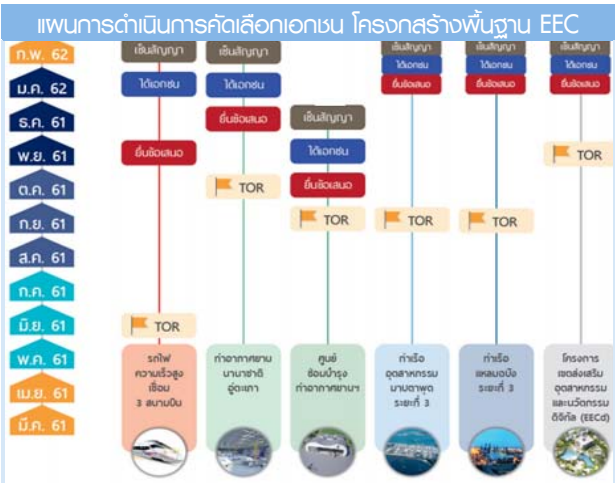 แผนการดำเนินการคัดเลือกเอกชน โครงกสร้างพื้นฐาน EEC
ก.พ. 62
เซ็นสัญญา
เซ็นสัญญา
เซ็นสัญญา
เซ็นสัญญา
เซ็นสัญญา
ได้เอกชน
ได้เอกชน
ได้เอกชน
ม.ค. 62
ได้เอกชน
ได้เอกชน
ยื่นข้อเสนอ
ยื่นข้อเสนอ
ยื่นข้อเสนอ
ธ.ค. 61
ยื่นข้อเสนอ
เซ็นสัญญา
พ.ย. 61
ยื่นข้อเสนอ
ได้เอกชน
TOR
ต.ค. 61
TOR
ยื่นข้อเสนอ
ก.ย. 61
TOR
TOR
TOR
ส.ค. 61
ก.ค. 61
มิ.ย. 61
TOR
พ.ค. 61
เม.ย. 61
มี.ค. 61
รถไฟ
ความเร็วสูง
เชื่อม
3 สนามบิน
ท่าอากาศยาน
นานาชาติ
อู่ตะเภา
ศูนย์
ซ่อมบำรุง
ท่าอากาศยานฯ
ท่าเรือ
อุตสาหกรรม
มาบตาพุด
ระยะที่ 3
ท่าเรือ
แหลมฉบัง
ระยะที่ 3
โครงการ
เขตส่งเสริม
อุตสาหกรรม
และนวัตกรรม
ดิจิทัล (EECd)